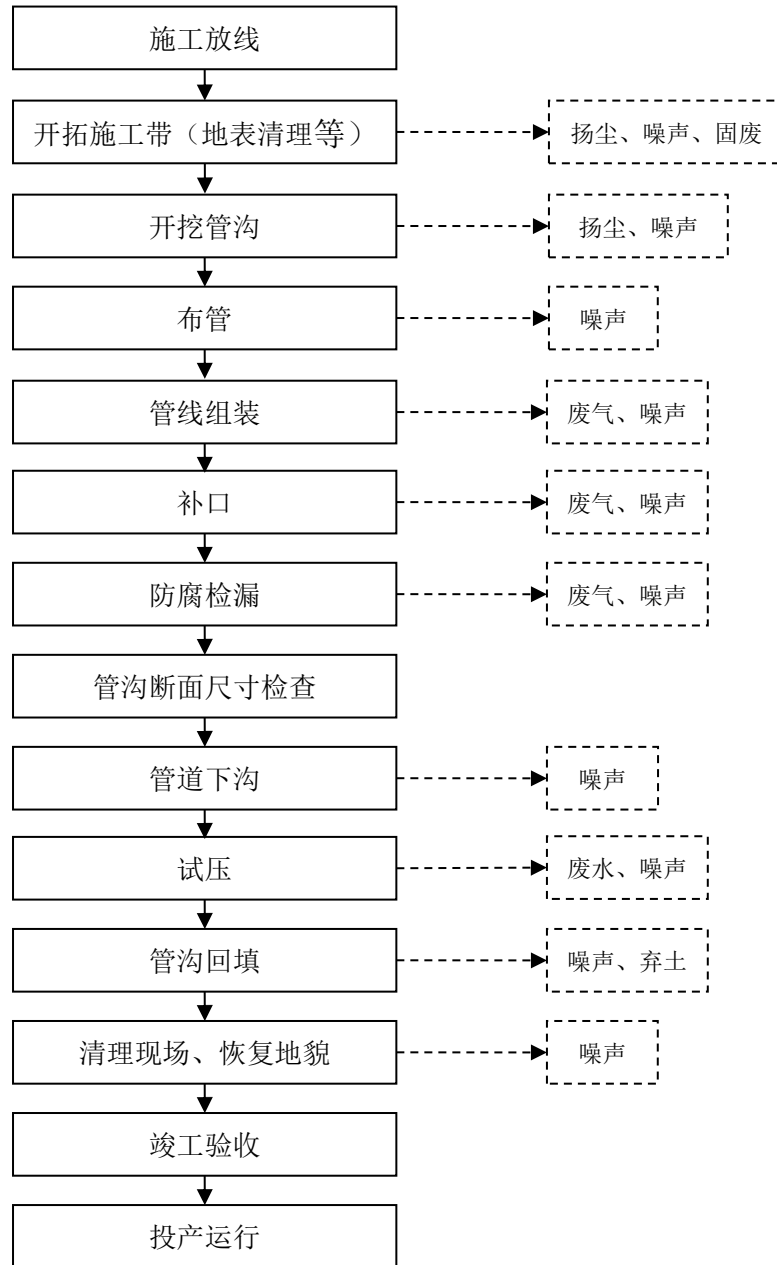 施工放线
开拓施工带（地表清理等）
扬尘、噪声、固废
开挖管沟
扬尘、噪声
布管
噪声
管线组装
废气、噪声
补口
废气、噪声
防腐检漏
废气、噪声
管沟断面尺寸检查
管道下沟
噪声
试压
废水、噪声
管沟回填
噪声、弃土
清理现场、恢复地貌
噪声
竣工验收
投产运行